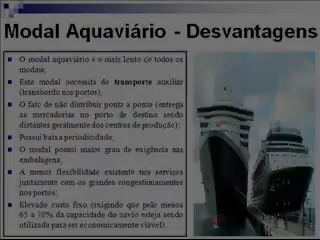 Modal Aquaviário - Desvantagens
O modal aquaviário é o mais lento de todos os
modais;
Este modal necessita de transporte auxiliar
(transbordo nos portos);
O fato de não distribuir ponto a ponto (entrega
as mercadorias no porto de destino sendo
distantes geralmente dos centros de produção);
Possui baixa periodicidade;
O modal possui maior grau de exigência nas
embalagens,
A menor flexibilidade existente nos serviços
juntamente com os grandes congestionamentos
nos portos;
Elevado custo fixo (exigindo que pelo menos
65 a 70% da capacidade do navio esteja sendo
utilizada para ser economicamente viável).